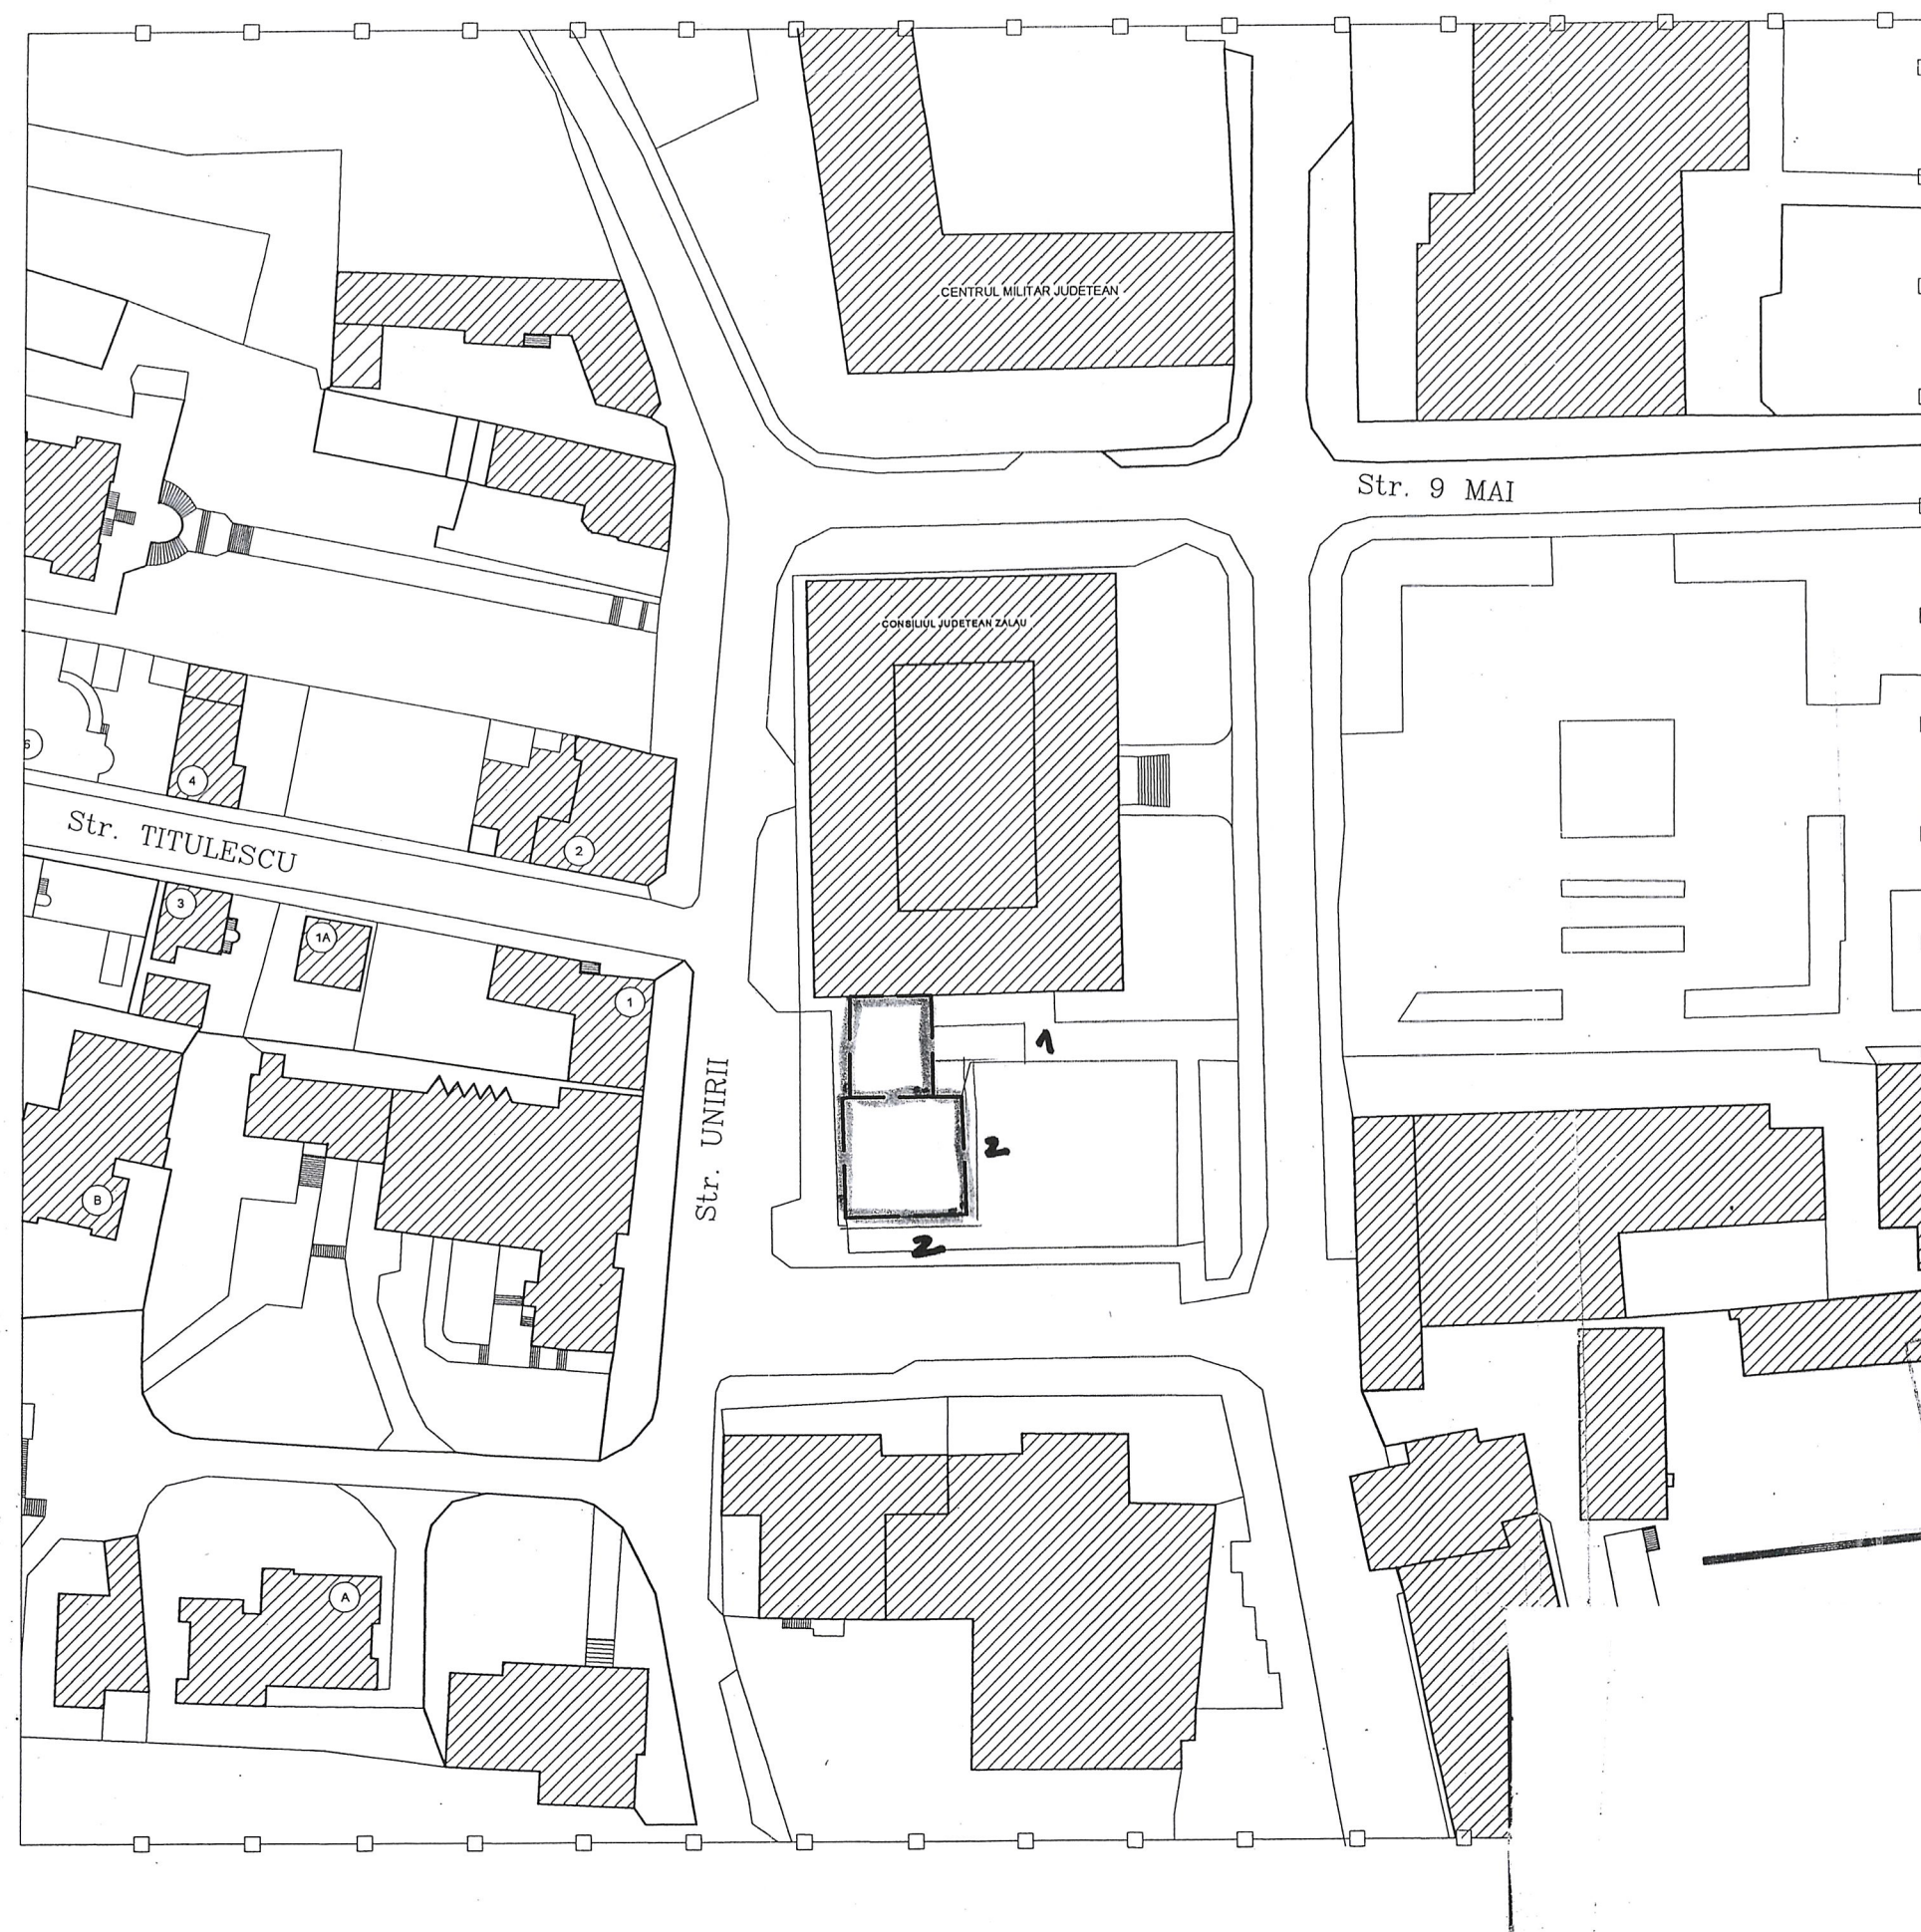 CENTRUL MILITAR JUDETEAN
Str. 9 MAI
CONSILIUL JUDETEAN ZALAU
4
Str. TITULESCU
2
3
1A
1
1
Str. UNIRII
2
B
2
A